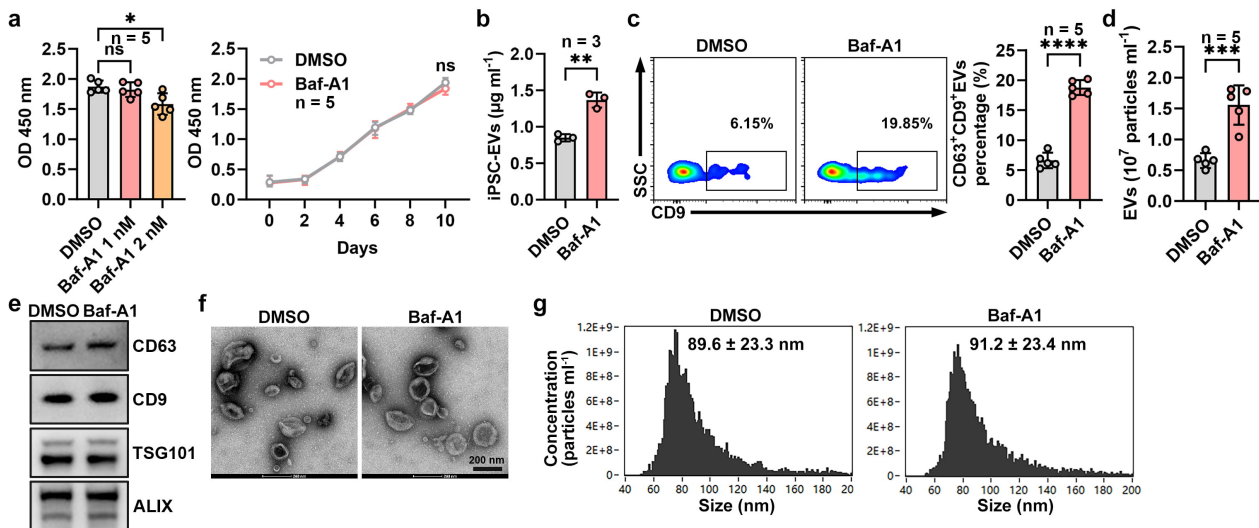 a
*
n = 5
ns
2.5
2.0
1.5
1.0
0.5
0.0
OD 450 nm
DMSO
Baf-A1 1 nM
Baf-A1 2 nM
2.5
2.0
1.5
1.0
0.5
0.0
OD 450 nm
DMSO
Baf-A1
n = 5
ns
0 2 4 6 8 10
Days
b
n = 3
**
2.0
1.5
1.0
0.5
0.0
iPSC-EVs (µg ml⁻¹)
DMSO
Baf-A1
c
DMSO
Baf-A1
6.15%
19.85%
SSC
CD9
n = 5
****
25
20
15
10
5
0
CD63⁺CD9⁺EVs
percentage (%)
DMSO
Baf-A1
d
n = 5
***
2.5
2.0
1.5
1.0
0.5
0.0
EVs (10⁷ particles ml⁻¹)
DMSO
Baf-A1
e
DMSO Baf-A1
CD63
CD9
TSG101
ALIX
f
DMSO
Baf-A1
200 nm
g
DMSO
89.6 ± 23.3 nm
1.2E+9
1E+9
8E+8
6E+8
4E+8
2E+8
0
Concentration
(particles ml⁻¹)
40 60 80 100 120 140 160 180 20
Size (nm)
Baf-A1
91.2 ± 23.4 nm
1.2E+9
1E+9
8E+8
6E+8
4E+8
2E+8
0
40 60 80 100 120 140 160 180 200
Size (nm)